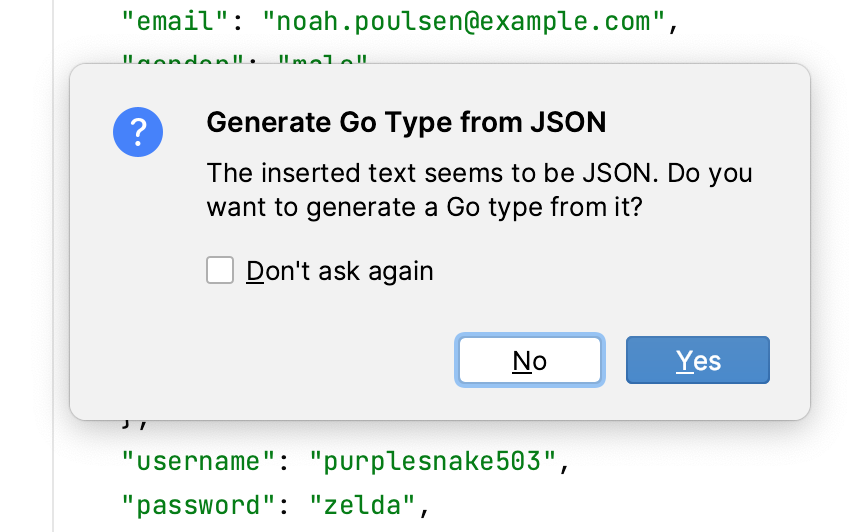 "email": "noah.poulsen@example.com",
"gender": "male"
?
Generate Go Type from JSON
The inserted text seems to be JSON. Do you
want to generate a Go type from it?
Don't ask again
No
Yes
},
"username": "purplesnake503",
"password": "zelda",